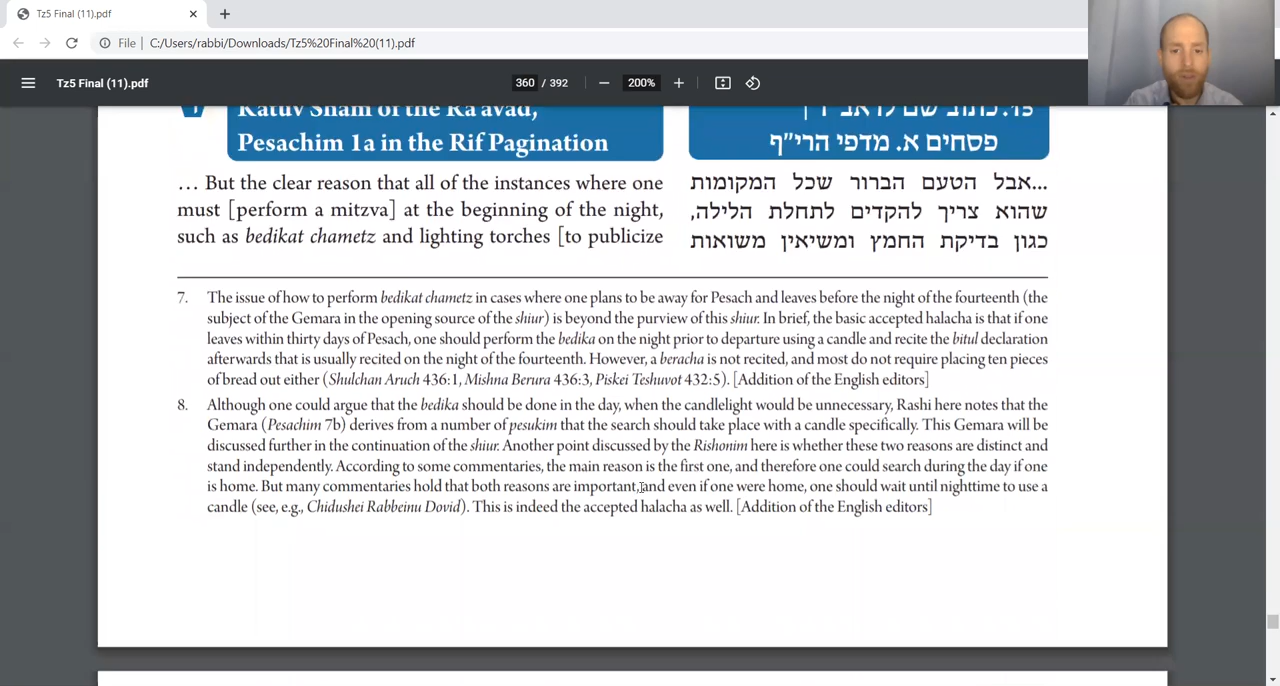 Tz5 Final (11).pdf
File
C:/Users/rabbi/Downloads/Tz5%20Final%20(11).pdf
Tz5 Final (11).pdf
360 / 392
200%
Katuv Sham of the Ra'avad,
Pesachim 1a in the Rif Pagination
15. כתוב שם לראב"ד |
פסחים א. מדפי הרי"ף
… But the clear reason that all of the instances where one
must [perform a mitzva] at the beginning of the night,
such as bedikat chametz and lighting torches [to publicize
...אבל הטעם הברור שכל המקומות
שהוא צריך להקדים לתחלת הלילה,
כגון בדיקת החמץ ומשיאין משואות
7. The issue of how to perform bedikat chametz in cases where one plans to be away for Pesach and leaves before the night of the fourteenth (the
subject of the Gemara in the opening source of the shiur) is beyond the purview of this shiur. In brief, the basic accepted halacha is that if one
leaves within thirty days of Pesach, one should perform the bedika on the night prior to departure using a candle and recite the bitul declaration
afterwards that is usually recited on the night of the fourteenth. However, a beracha is not recited, and most do not require placing ten pieces
of bread out either (Shulchan Aruch 436:1, Mishna Berura 436:3, Piskei Teshuvot 432:5). [Addition of the English editors]
8. Although one could argue that the bedika should be done in the day, when the candlelight would be unnecessary, Rashi here notes that the
Gemara (Pesachim 7b) derives from a number of pesukim that the search should take place with a candle specifically. This Gemara will be
discussed further in the continuation of the shiur. Another point discussed by the Rishonim here is whether these two reasons are distinct and
stand independently. According to some commentaries, the main reason is the first one, and therefore one could search during the day if one
is home. But many commentaries hold that both reasons are important, and even if one were home, one should wait until nighttime to use a
candle (see, e.g., Chidushei Rabbeinu Dovid). This is indeed the accepted halacha as well. [Addition of the English editors]